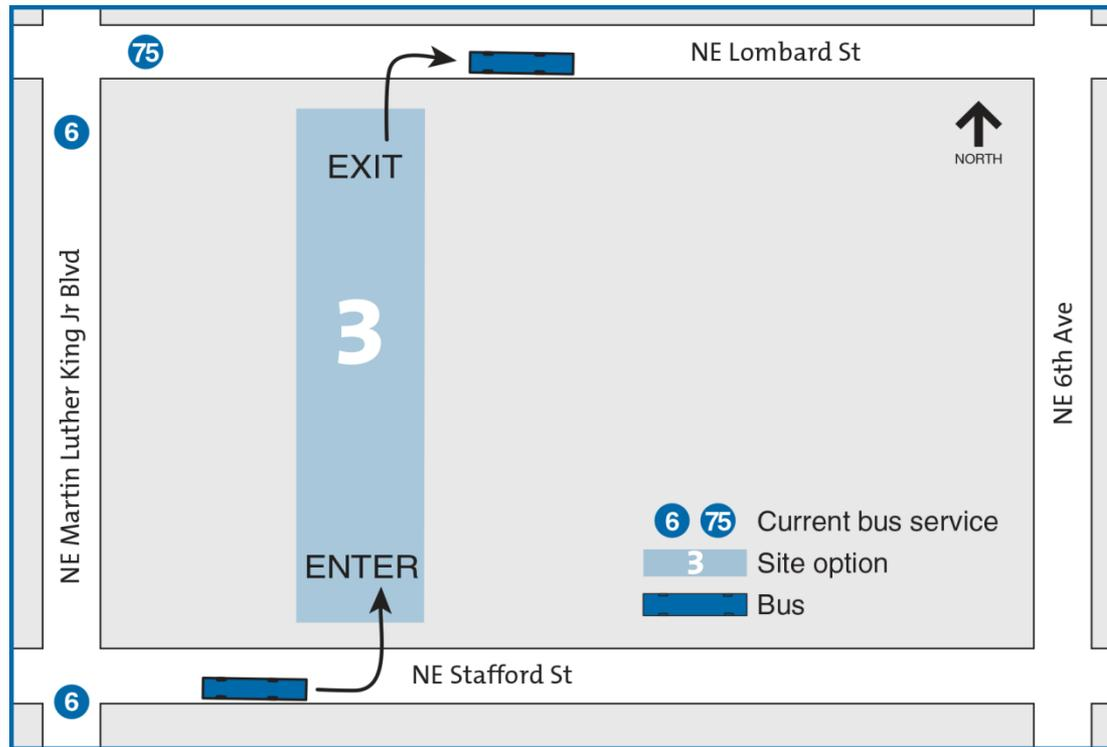 75
NE Lombard St
6
EXIT
NORTH
3
NE Martin Luther King Jr Blvd
NE 6th Ave
6 75 Current bus service
3 Site option
Bus
ENTER
NE Stafford St
6